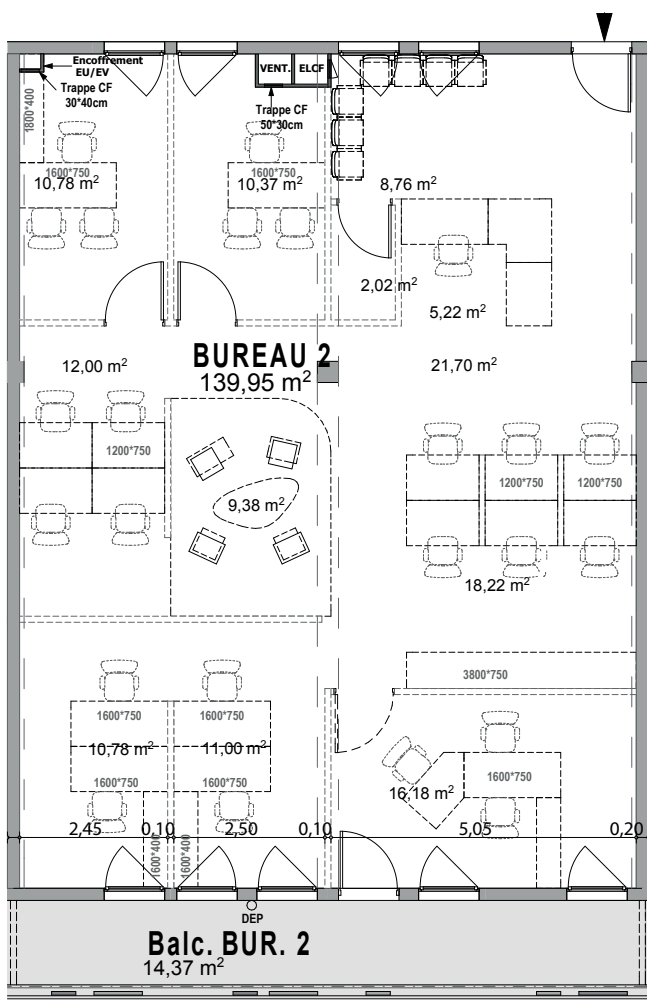 Encoffrement
EU/EV
VENT.
ELCF
Trappe CF
30*40cm
Trappe CF
50*30cm
1800*400
1600*750
10,78 m²
1600*750
10,37 m²
8,76 m²
2,02 m²
5,22 m²
BUREAU 2
139,95 m²
12,00 m²
21,70 m²
1200*750
1200*750
1200*750
9,38 m²
18,22 m²
3800*750
1600*750
1600*750
10,78 m²
11,00 m²
1600*750
1600*750
1600*750
16,18 m²
2,45
0,10
2,50
0,10
5,05
0,20
1600*400
1600*400
DEP
Balc. BUR. 2
14,37 m²